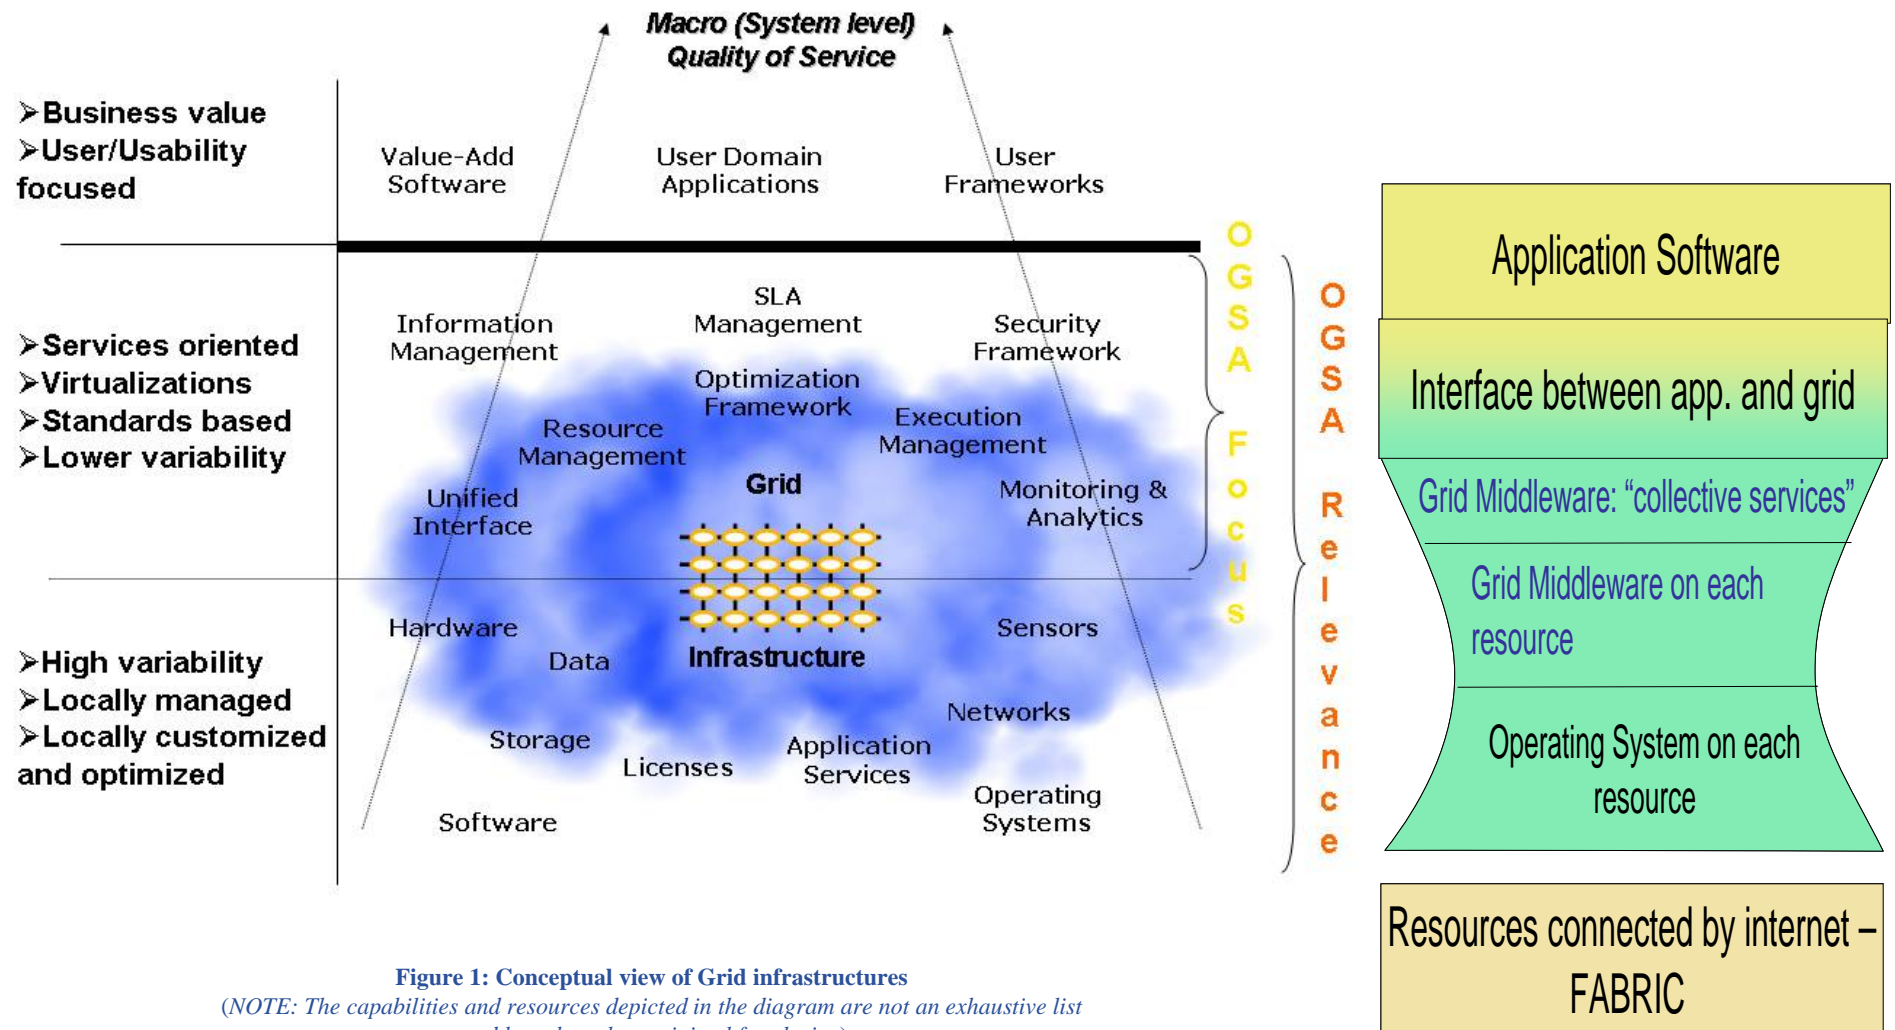 Macro (System level)
Quality of Service
➢Business value
➢User/Usability
focused
Value-Add
Software
User Domain
Applications
User
Frameworks
➢Services oriented
➢Virtualizations
➢Standards based
➢Lower variability
Information
Management
SLA
Management
Security
Framework
Optimization
Framework
Resource
Management
Execution
Management
Unified
Interface
Grid
Monitoring &
Analytics
➢High variability
➢Locally managed
➢Locally customized
and optimized
Hardware
Data
Infrastructure
Sensors
Storage
Licenses
Application
Services
Networks
Software
Operating
Systems
OGSA Focus
OGSA Relevance
Application Software
Interface between app. and grid
Grid Middleware: “collective services”
Grid Middleware on each
resource
Operating System on each
resource
Resources connected by internet –
FABRIC
Figure 1: Conceptual view of Grid infrastructures
(NOTE: The capabilities and resources depicted in the diagram are not an exhaustive list